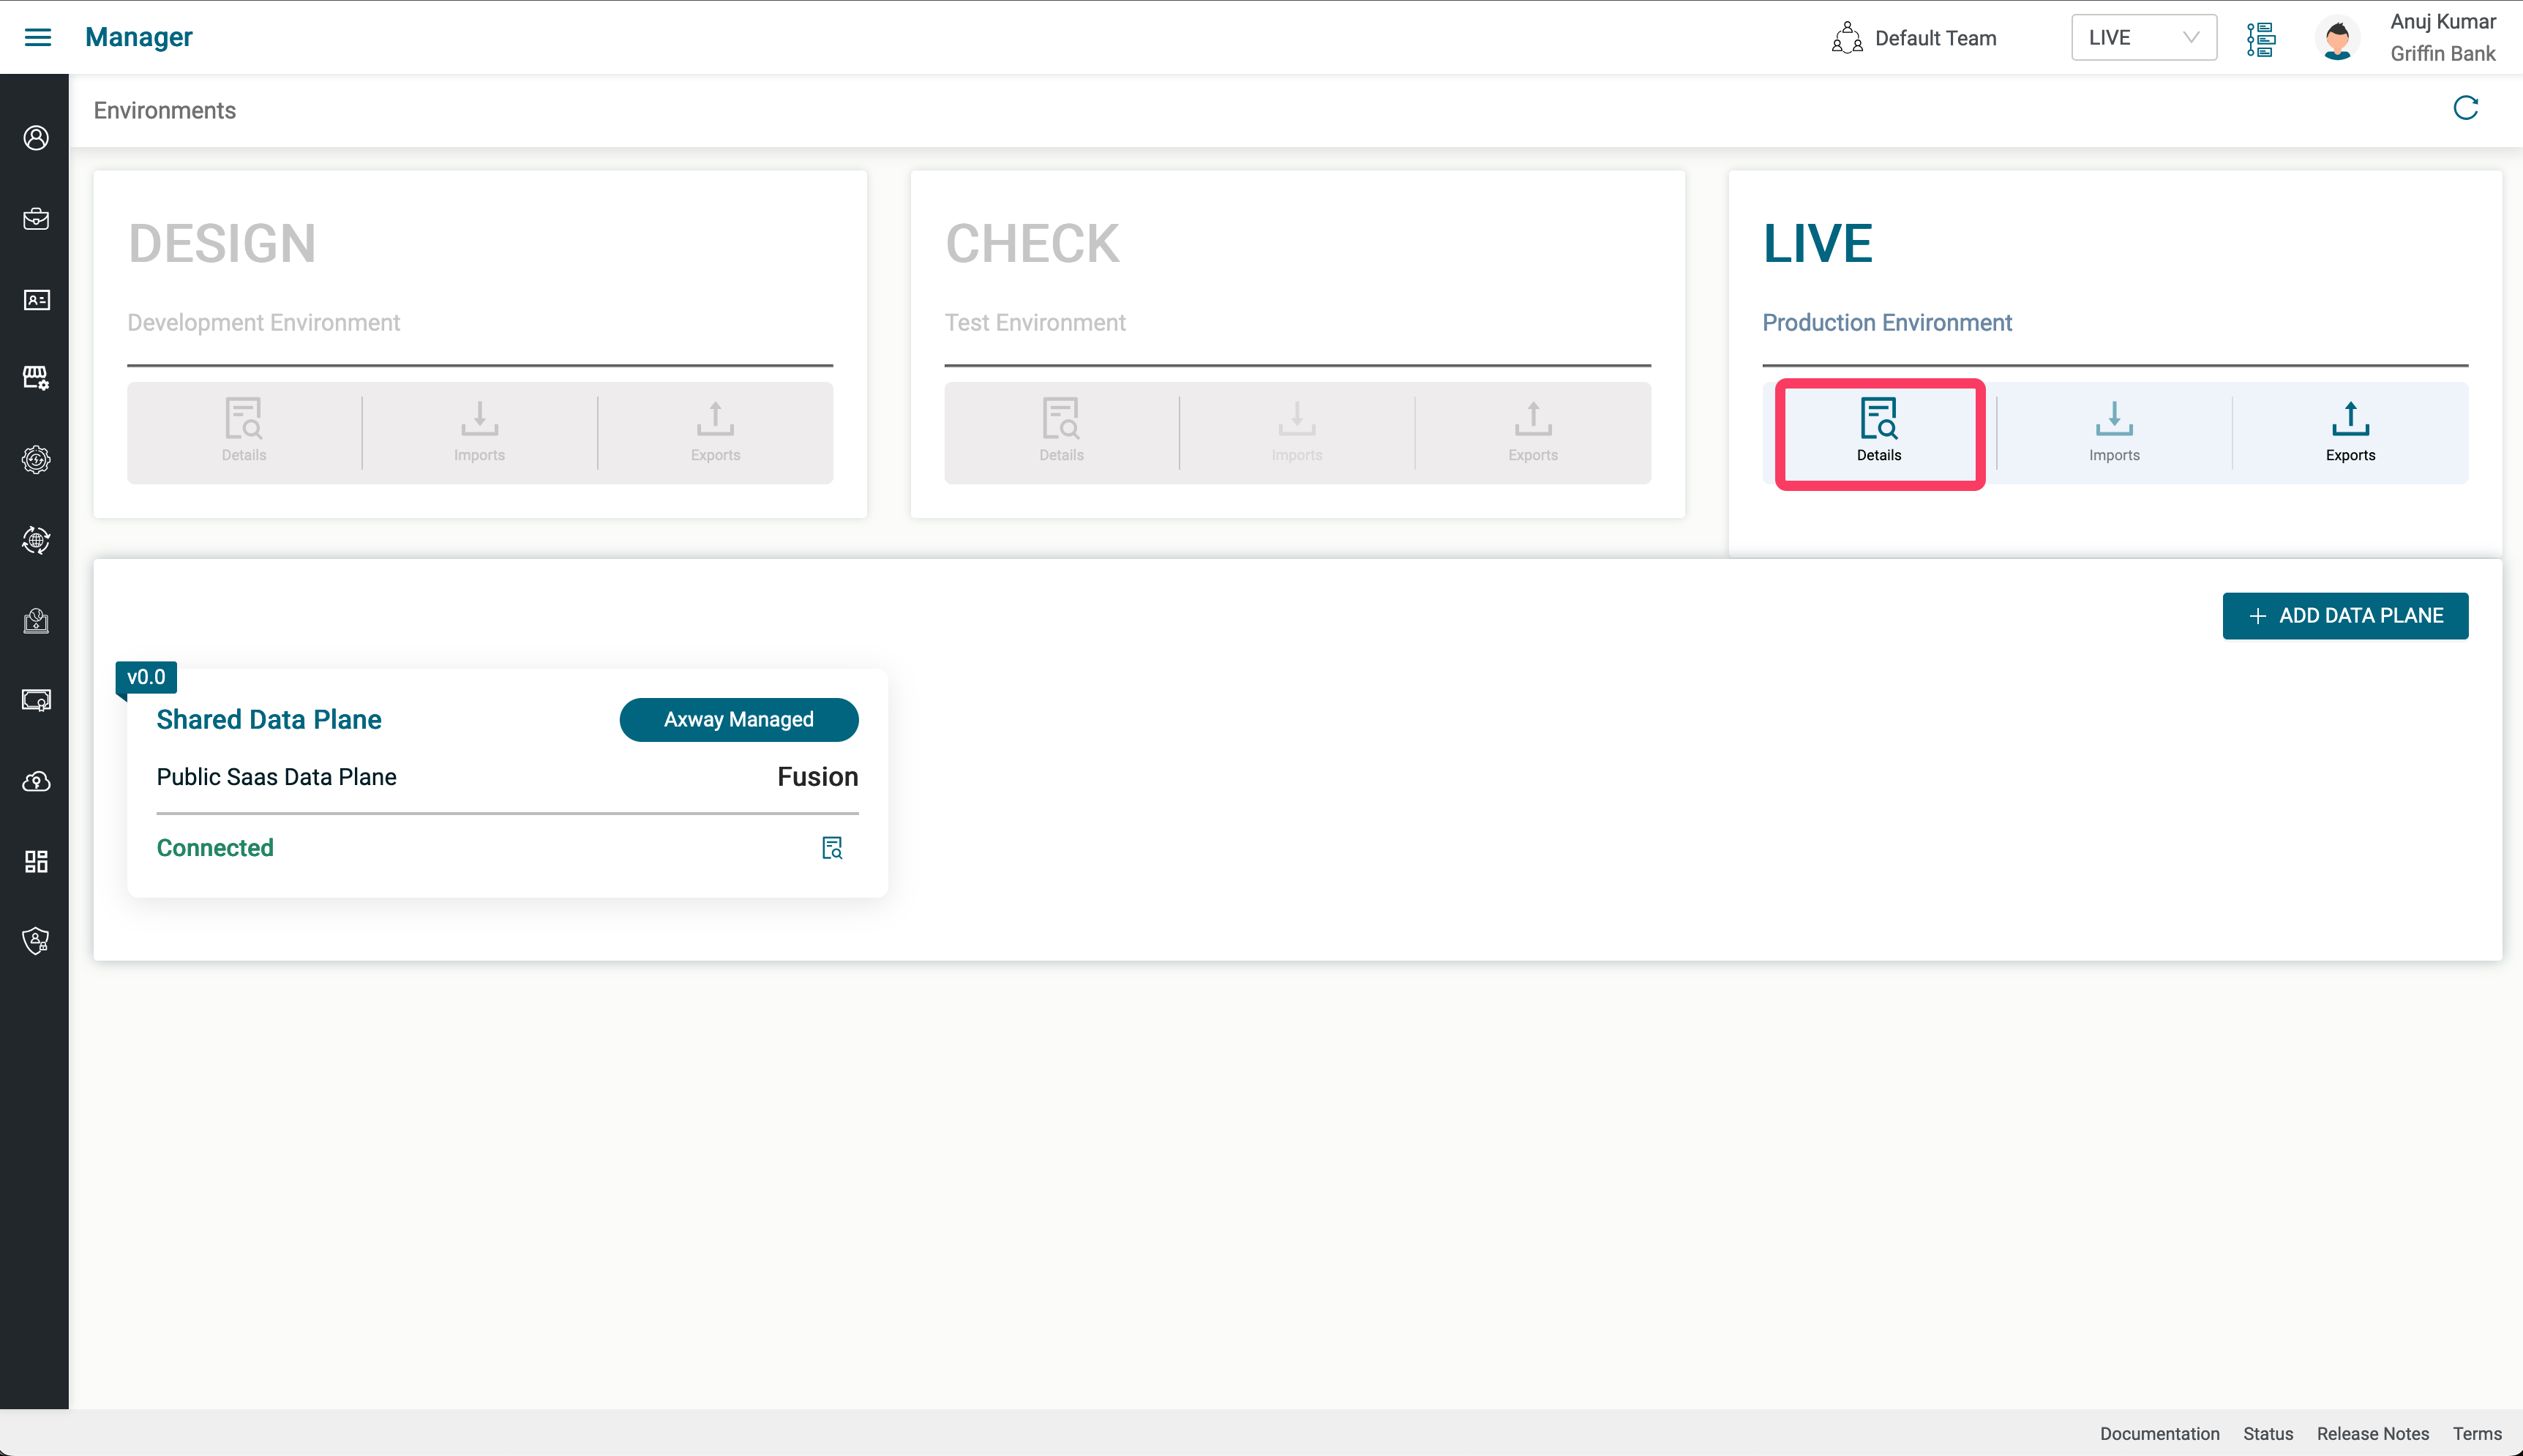 Manager
Default Team
LIVE
Anuj Kumar
Griffin Bank
Environments
DESIGN
Development Environment
Details
Imports
Exports
CHECK
Test Environment
Details
Imports
Exports
LIVE
Production Environment
Details
Imports
Exports
+ ADD DATA PLANE
v0.0
Shared Data Plane
Axway Managed
Public Saas Data Plane
Fusion
Connected
Documentation
Status
Release Notes
Terms